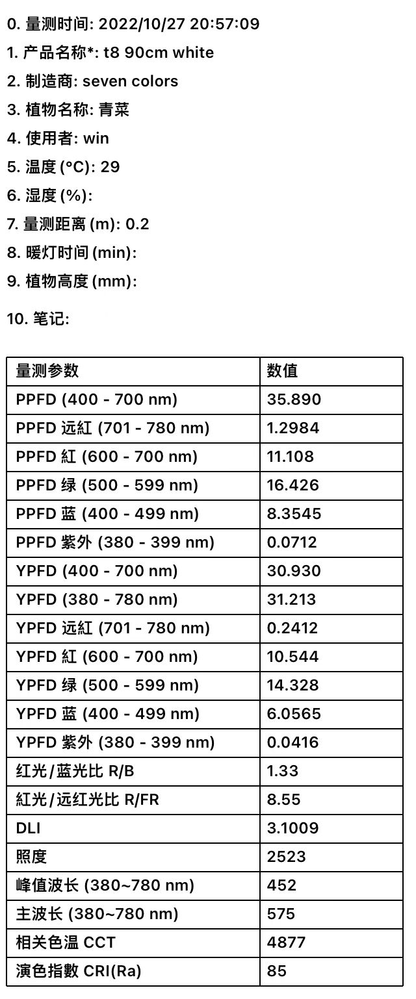 0. 量测时间: 2022/10/27 20:57:09
1. 产品名称*: t8 90cm white
2. 制造商: seven colors
3. 植物名称: 青菜
4. 使用者: win
5. 温度 (°C): 29
6. 湿度 (%):
7. 量测距离 (m): 0.2
8. 暖灯时间 (min):
9. 植物高度 (mm):
10. 笔记:
量测参数 数值
PPFD (400 - 700 nm) 35.890
PPFD 远紅 (701 - 780 nm) 1.2984
PPFD 紅 (600 - 700 nm) 11.108
PPFD 绿 (500 - 599 nm) 16.426
PPFD 蓝 (400 - 499 nm) 8.3545
PPFD 紫外 (380 - 399 nm) 0.0712
YPFD (400 - 700 nm) 30.930
YPFD (380 - 780 nm) 31.213
YPFD 远紅 (701 - 780 nm) 0.2412
YPFD 紅 (600 - 700 nm) 10.544
YPFD 绿 (500 - 599 nm) 14.328
YPFD 蓝 (400 - 499 nm) 6.0565
YPFD 紫外 (380 - 399 nm) 0.0416
红光/蓝光比 R/B 1.33
紅光/远红光比 R/FR 8.55
DLI 3.1009
照度 2523
峰值波长 (380~780 nm) 452
主波长 (380~780 nm) 575
相关色温 CCT 4877
演色指數 CRI(Ra) 85